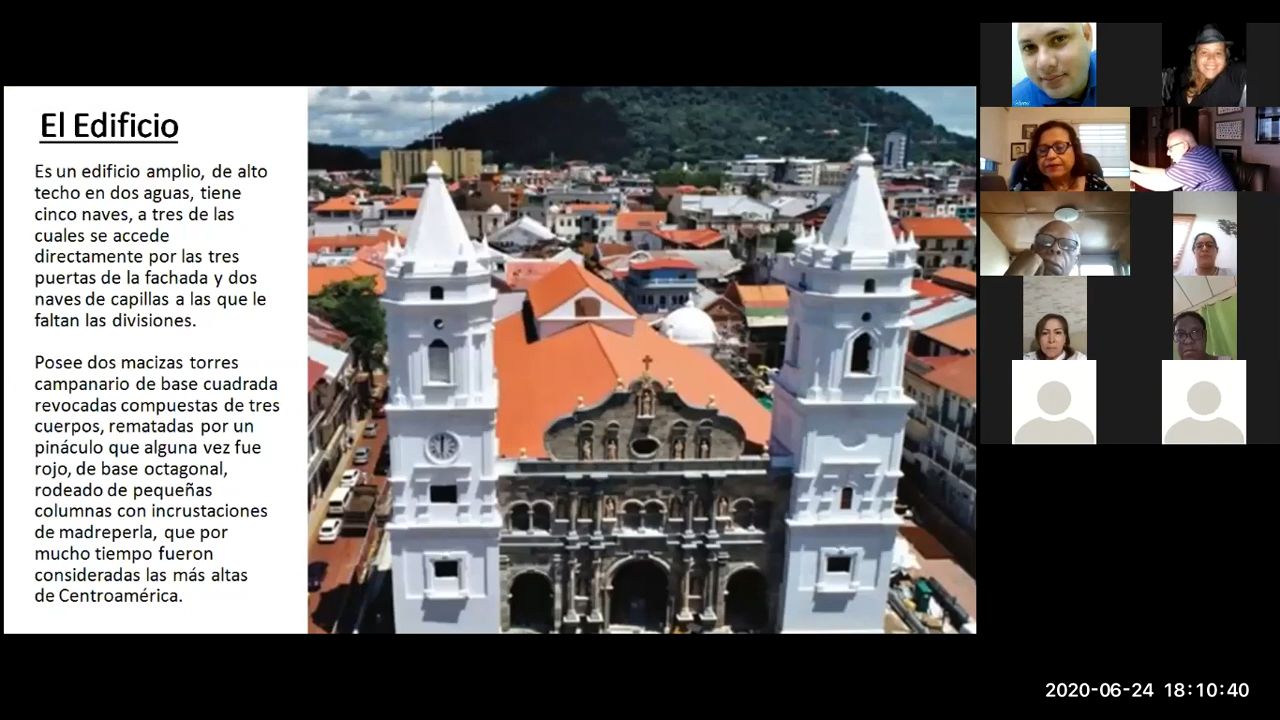 El Edificio
Es un edificio amplio, de alto
techo en dos aguas, tiene
cinco naves, a tres de las
cuales se accede
directamente por las tres
puertas de la fachada y dos
naves de capillas a las que le
faltan las divisiones.
Posee dos macizas torres
campanario de base cuadrada
revocadas compuestas de tres
cuerpos, rematadas por un
pináculo que alguna vez fue
rojo, de base octagonal,
rodeado de pequeñas
columnas con incrustaciones
de madreperla, que por
mucho tiempo fueron
consideradas las más altas
de Centroamérica.
2020-06-24 18:10:40